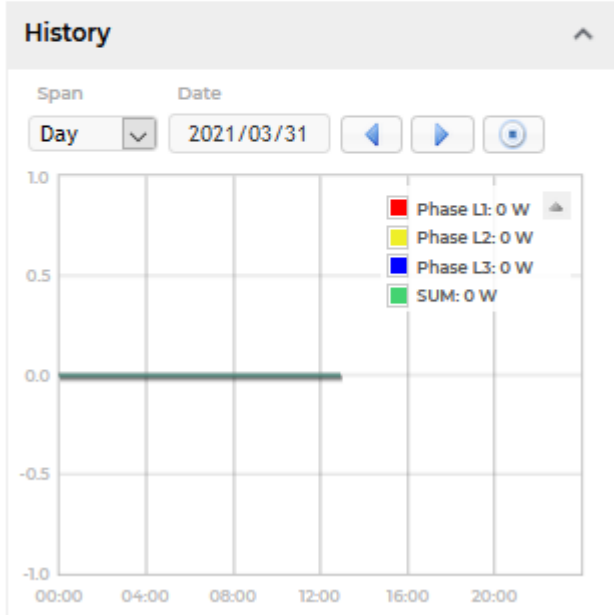 History
Span Date
Day 2021/03/31
1.0
Phase L1: 0 W
Phase L2: 0 W
Phase L3: 0 W
0.5
SUM: 0 W
0.0
-0.5
-1.0
00:00 04:00 08:00 12:00 16:00 20:00